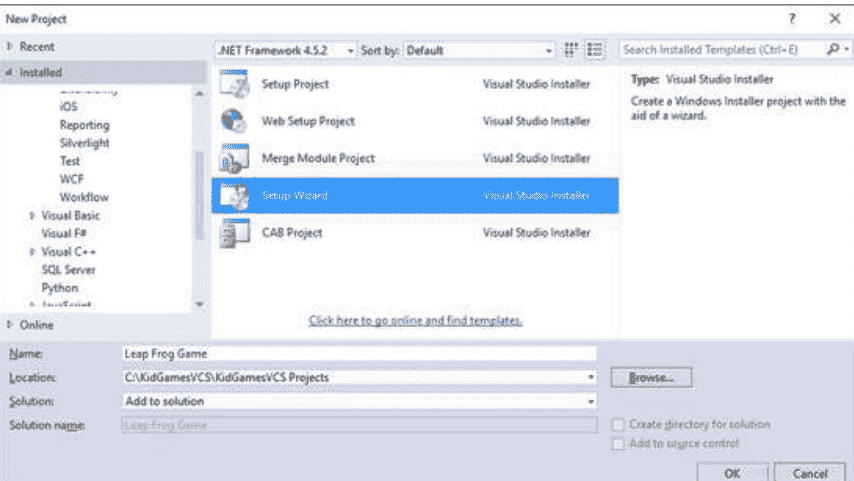 New Project
Recent
.NET Framework 4.5.2 Sort by: Default
Search Installed Templates (Ctrl+E)
Installed
iOS
Reporting
Silverlight
Test
WCF
Workflow
Visual Basic
Visual F#
Visual C++
SQL Server
Python
JavaScript
Online
Setup Project Visual Studio Installer
Web Setup Project Visual Studio Installer
Merge Module Project Visual Studio Installer
Setup Wizard Visual Studio Installer
CAB Project Visual Studio Installer
Click here to go online and find templates.
Type: Visual Studio Installer
Create a Windows Installer project with the
aid of a wizard.
Name: Leap Frog Game
Location: C:\KidGamesVCS\KidGamesVCS Projects
Browse...
Solution: Add to solution
Solution name: Leap Frog Game
Create directory for solution
Add to source control
OK Cancel